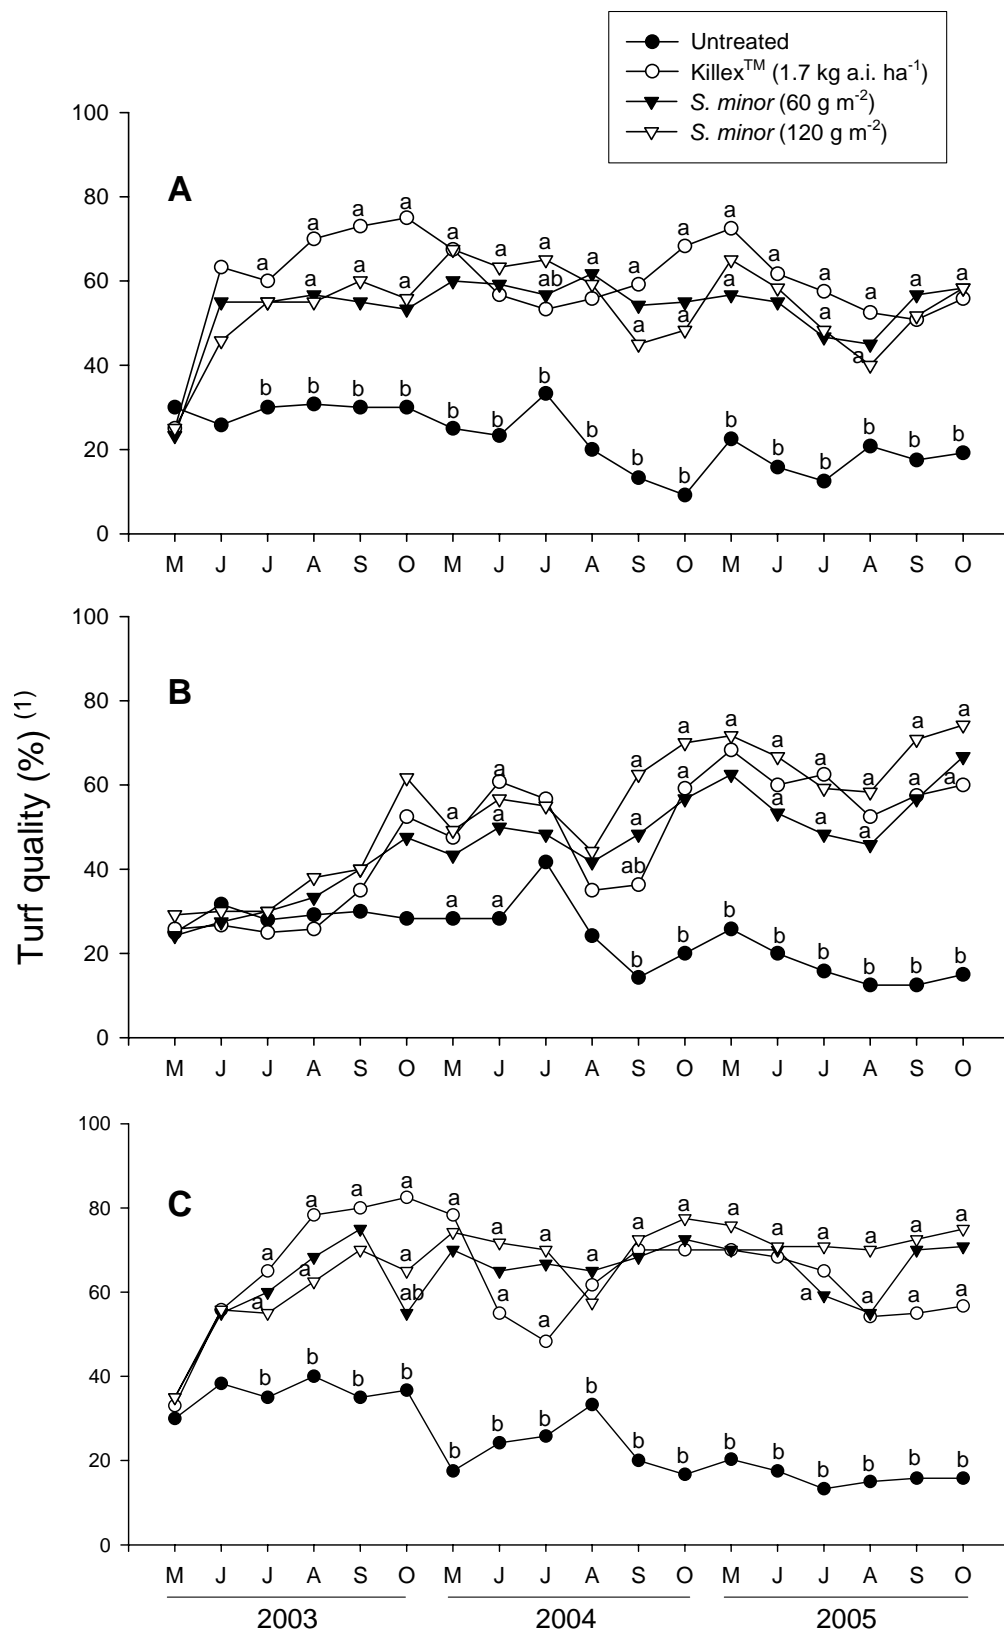 Untreated
Killex™ (1.7 kg a.i. ha⁻¹)
S. minor (60 g m⁻²)
S. minor (120 g m⁻²)
Turf quality (%) (1)
A
100
80
60
40
20
0
a a a a a a a a a a a a
a a a a ab a a a a a a
b b b b b b b b b b b b b b b b
M J J A S O M J J A S O M J J A S O
B
100
80
60
40
20
0
a a a a a a a a a a
a a ab a a a a a a
a a b b b b b b b b
M J J A S O M J J A S O M J J A S O
C
100
80
60
40
20
0
a a a a a a a a a a a a a a a a
a a a ab a a a a a a
b b b b b b b b b b b b b b b b
M J J A S O M J J A S O M J J A S O
2003 2004 2005